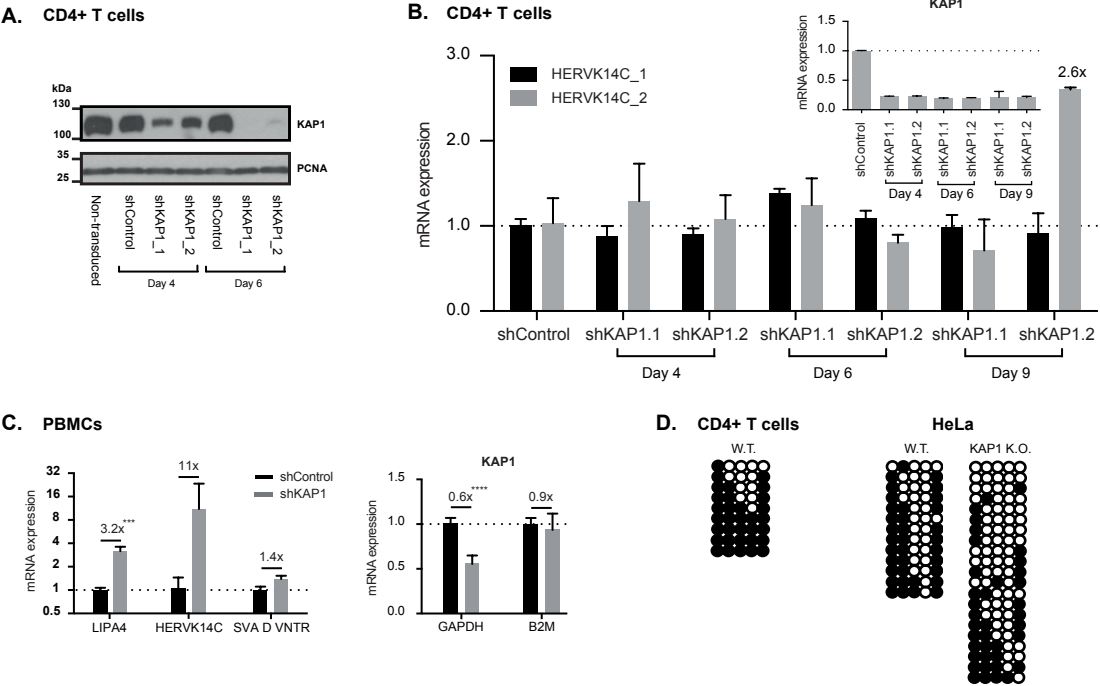 A. CD4+ T cells
kDa
130
100
KAP1
35
25
PCNA
Non-transduced
shControl
shKAP1_1
shKAP1_2
shControl
shKAP1_1
shKAP1_2
Day 4
Day 6
B. CD4+ T cells
mRNA expression
3.0
2.0
1.0
0.0
HERVK14C_1
HERVK14C_2
2.6x
shControl
shKAP1.1
shKAP1.2
shKAP1.1
shKAP1.2
shKAP1.1
shKAP1.2
Day 4
Day 6
Day 9
KAP1
mRNA expression
1.5
1.0
0.5
0.0
shControl
shKAP1.1
shKAP1.2
shKAP1.1
shKAP1.2
shKAP1.1
shKAP1.2
Day 4
Day 6
Day 9
C. PBMCs
mRNA expression
32
16
8
4
2
1
0.5
3.2x***
11x
1.4x
shControl
shKAP1
LIPA4
HERVK14C
SVA D VNTR
KAP1
mRNA expression
1.5
1.0
0.5
0.0
0.6x****
0.9x
GAPDH
B2M
D. CD4+ T cells
W.T.
HeLa
W.T.
KAP1 K.O.